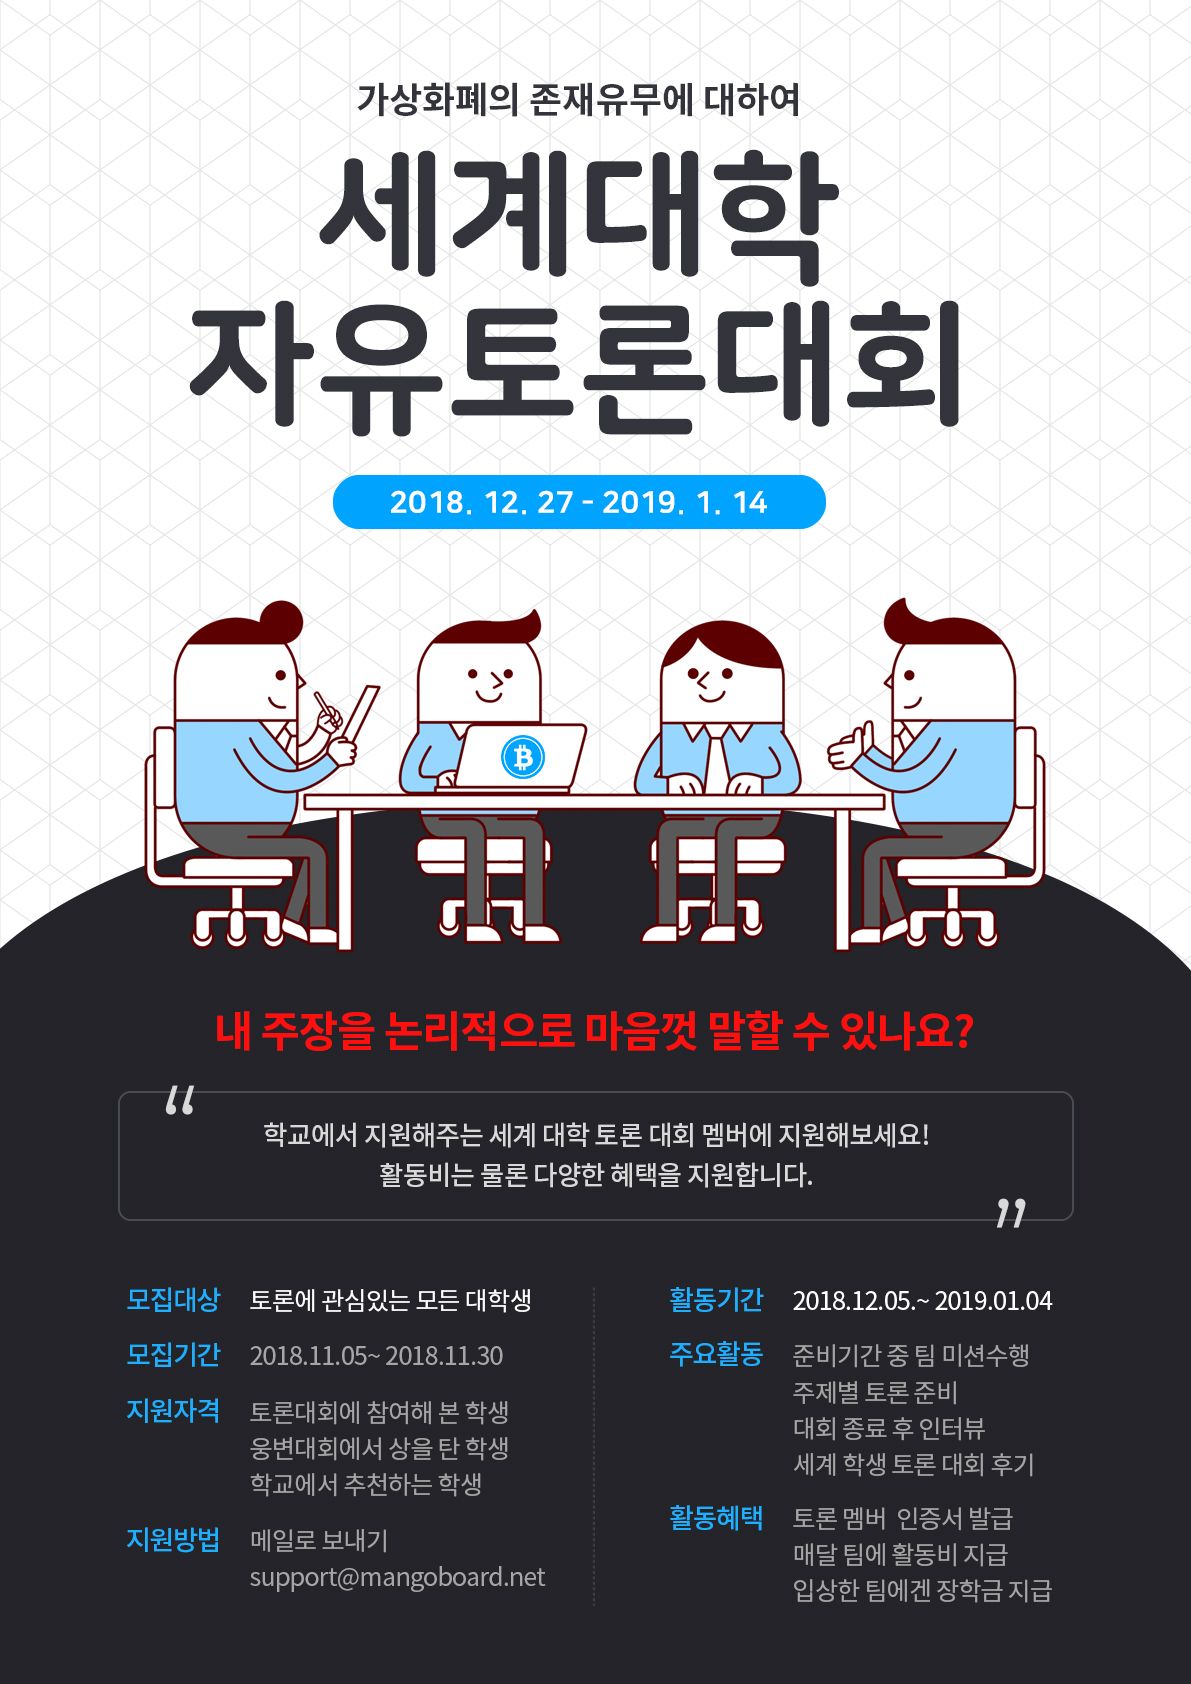 가상화폐의 존재유무에 대하여
세계대학
자유토론대회
2018. 12. 27 - 2019. 1. 14
내 주장을 논리적으로 마음껏 말할 수 있나요?
“
학교에서 지원해주는 세계 대학 토론 대회 멤버에 지원해보세요!
활동비는 물론 다양한 혜택을 지원합니다.
”
모집대상 토론에 관심있는 모든 대학생
모집기간 2018.11.05~ 2018.11.30
지원자격 토론대회에 참여해 본 학생
웅변대회에서 상을 탄 학생
학교에서 추천하는 학생
지원방법 메일로 보내기
support@mangoboard.net
활동기간 2018.12.05.~ 2019.01.04
주요활동 준비기간 중 팀 미션수행
주제별 토론 준비
대회 종료 후 인터뷰
세계 학생 토론 대회 후기
활동혜택 토론 멤버 인증서 발급
매달 팀에 활동비 지급
입상한 팀에겐 장학금 지급